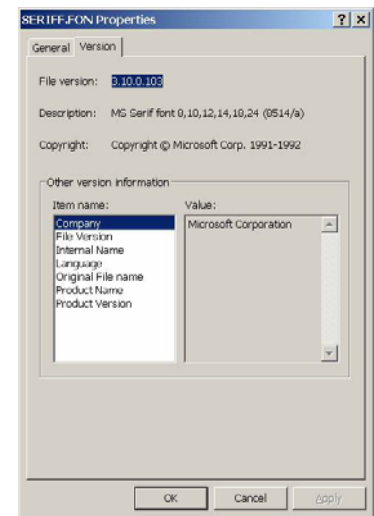 SERIFF.FON Properties
? ×
General Version
File version: 3.10.0.103
Description: MS Serif font 8,10,12,14,18,24 (8514/a)
Copyright: Copyright © Microsoft Corp. 1991-1992
Other version information
Item name: Value:
Company Microsoft Corporation
File Version
Internal Name
Language
Original File name
Product Name
Product Version
OK Cancel Apply